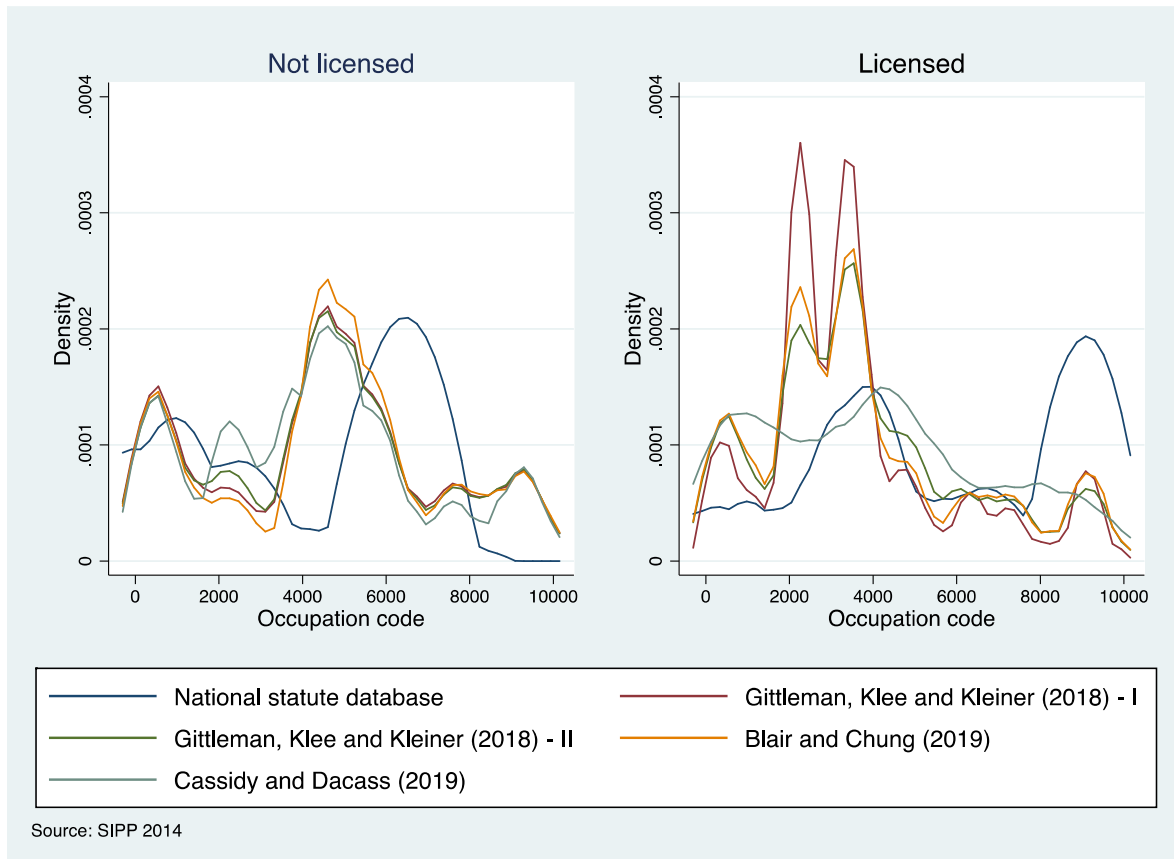 Not licensed
Density
0
.0001
.0002
.0003
.0004
0 2000 4000 6000 8000 10000
Occupation code
Licensed
Density
0
.0001
.0002
.0003
.0004
0 2000 4000 6000 8000 10000
Occupation code
National statute database
Gittleman, Klee and Kleiner (2018) - I
Gittleman, Klee and Kleiner (2018) - II
Blair and Chung (2019)
Cassidy and Dacass (2019)
Source: SIPP 2014